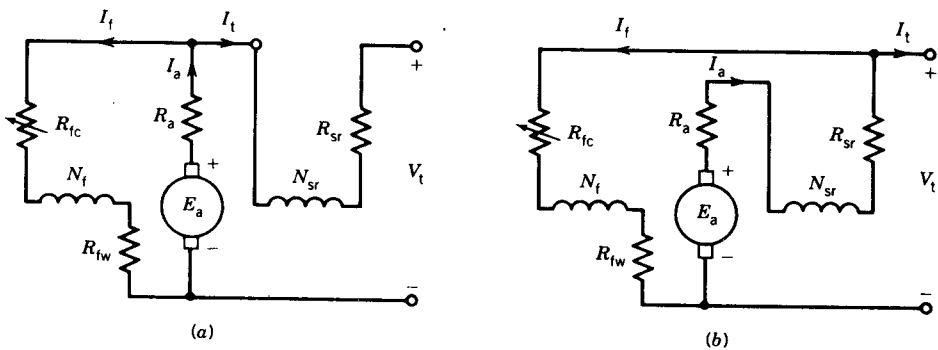 I_f I_t
I_a
R_fc R_a R_sr
+
+
N_f N_sr V_t
E_a
R_fw
−
−
(a)
I_f I_t
+
I_a
R_fc R_a R_sr
+
N_f N_sr V_t
E_a
R_fw
−
−
(b)